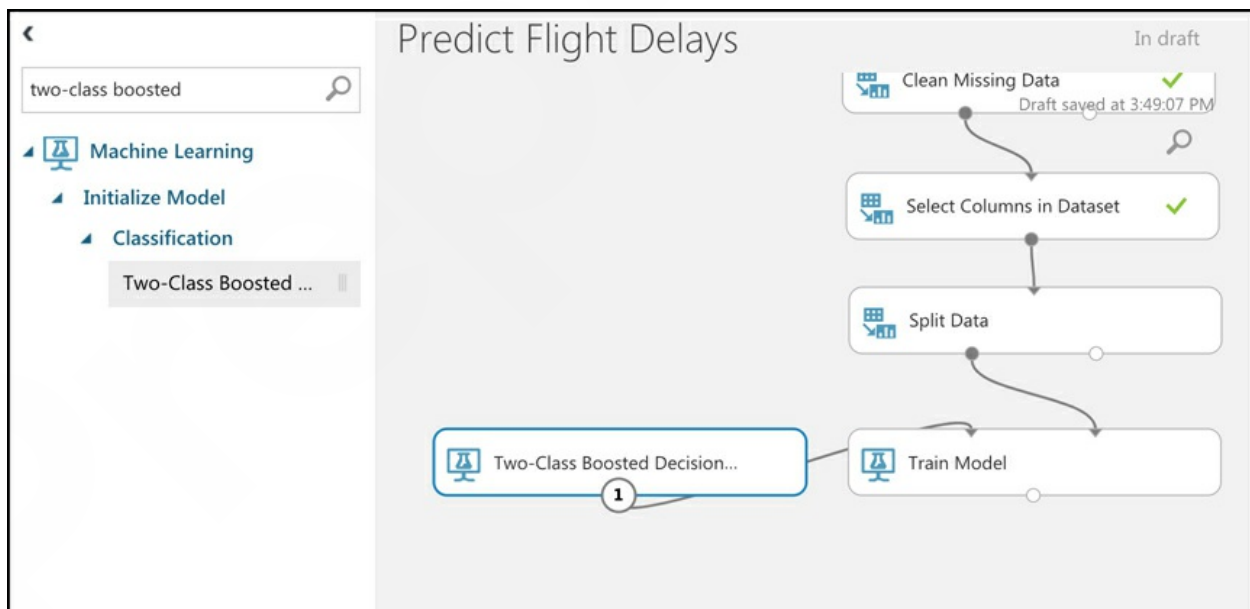 Predict Flight Delays
In draft
two-class boosted
Clean Missing Data
Draft saved at 3:49:07 PM
Machine Learning
Initialize Model
Select Columns in Dataset
Classification
Two-Class Boosted ...
Split Data
Two-Class Boosted Decision...
Train Model
1